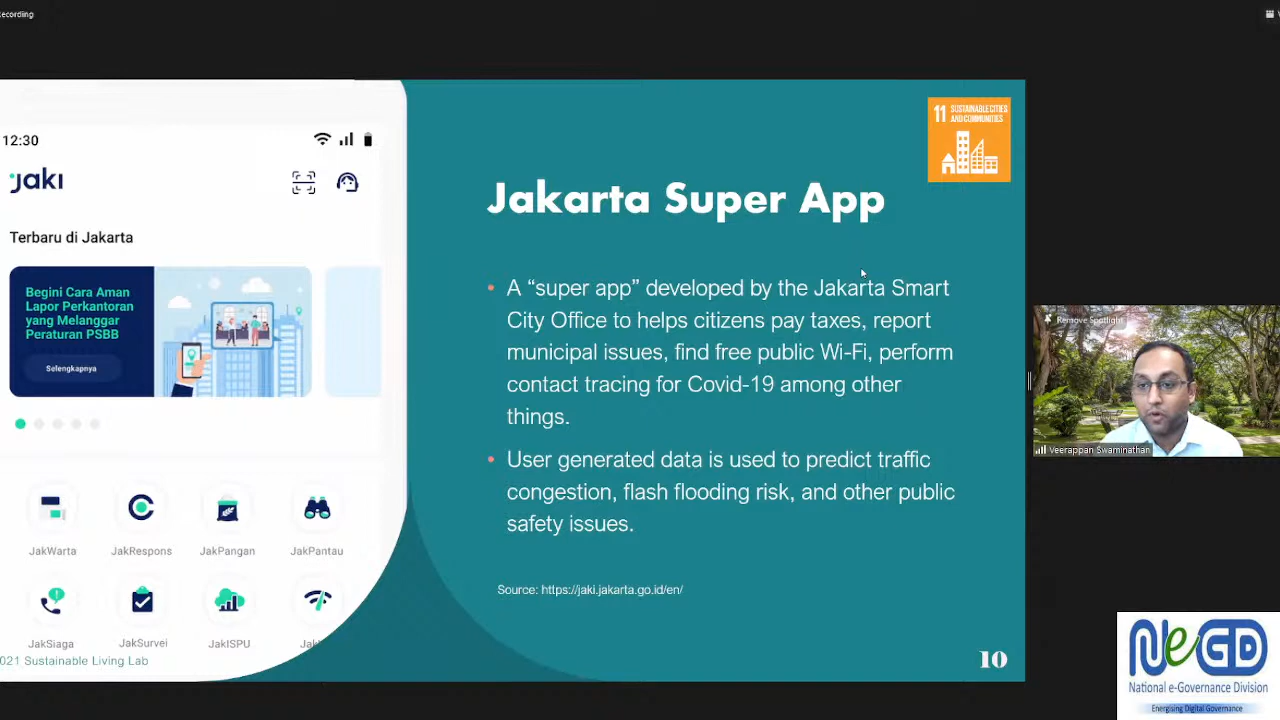 ecording
11 SUSTAINABLE CITIES
AND COMMUNITIES
12:30
jaki
Terbaru di Jakarta
Begini Cara Aman
Lapor Perkantoran
yang Melanggar
Peraturan PSBB
Selengkapnya
JakWarta
JakRespons
JakPangan
JakPantau
JakSiaga
JakSurvei
JakISPU
021 Sustainable Living Lab
Jakarta Super App
• A “super app” developed by the Jakarta Smart
City Office to helps citizens pay taxes, report
municipal issues, find free public Wi-Fi, perform
contact tracing for Covid-19 among other
things.
• User generated data is used to predict traffic
congestion, flash flooding risk, and other public
safety issues.
Source: https://jaki.jakarta.go.id/en/
10
Remove Spotlight
Veerappan Swaminathan
NeGD
National e-Governance Division
Energising Digital Governance